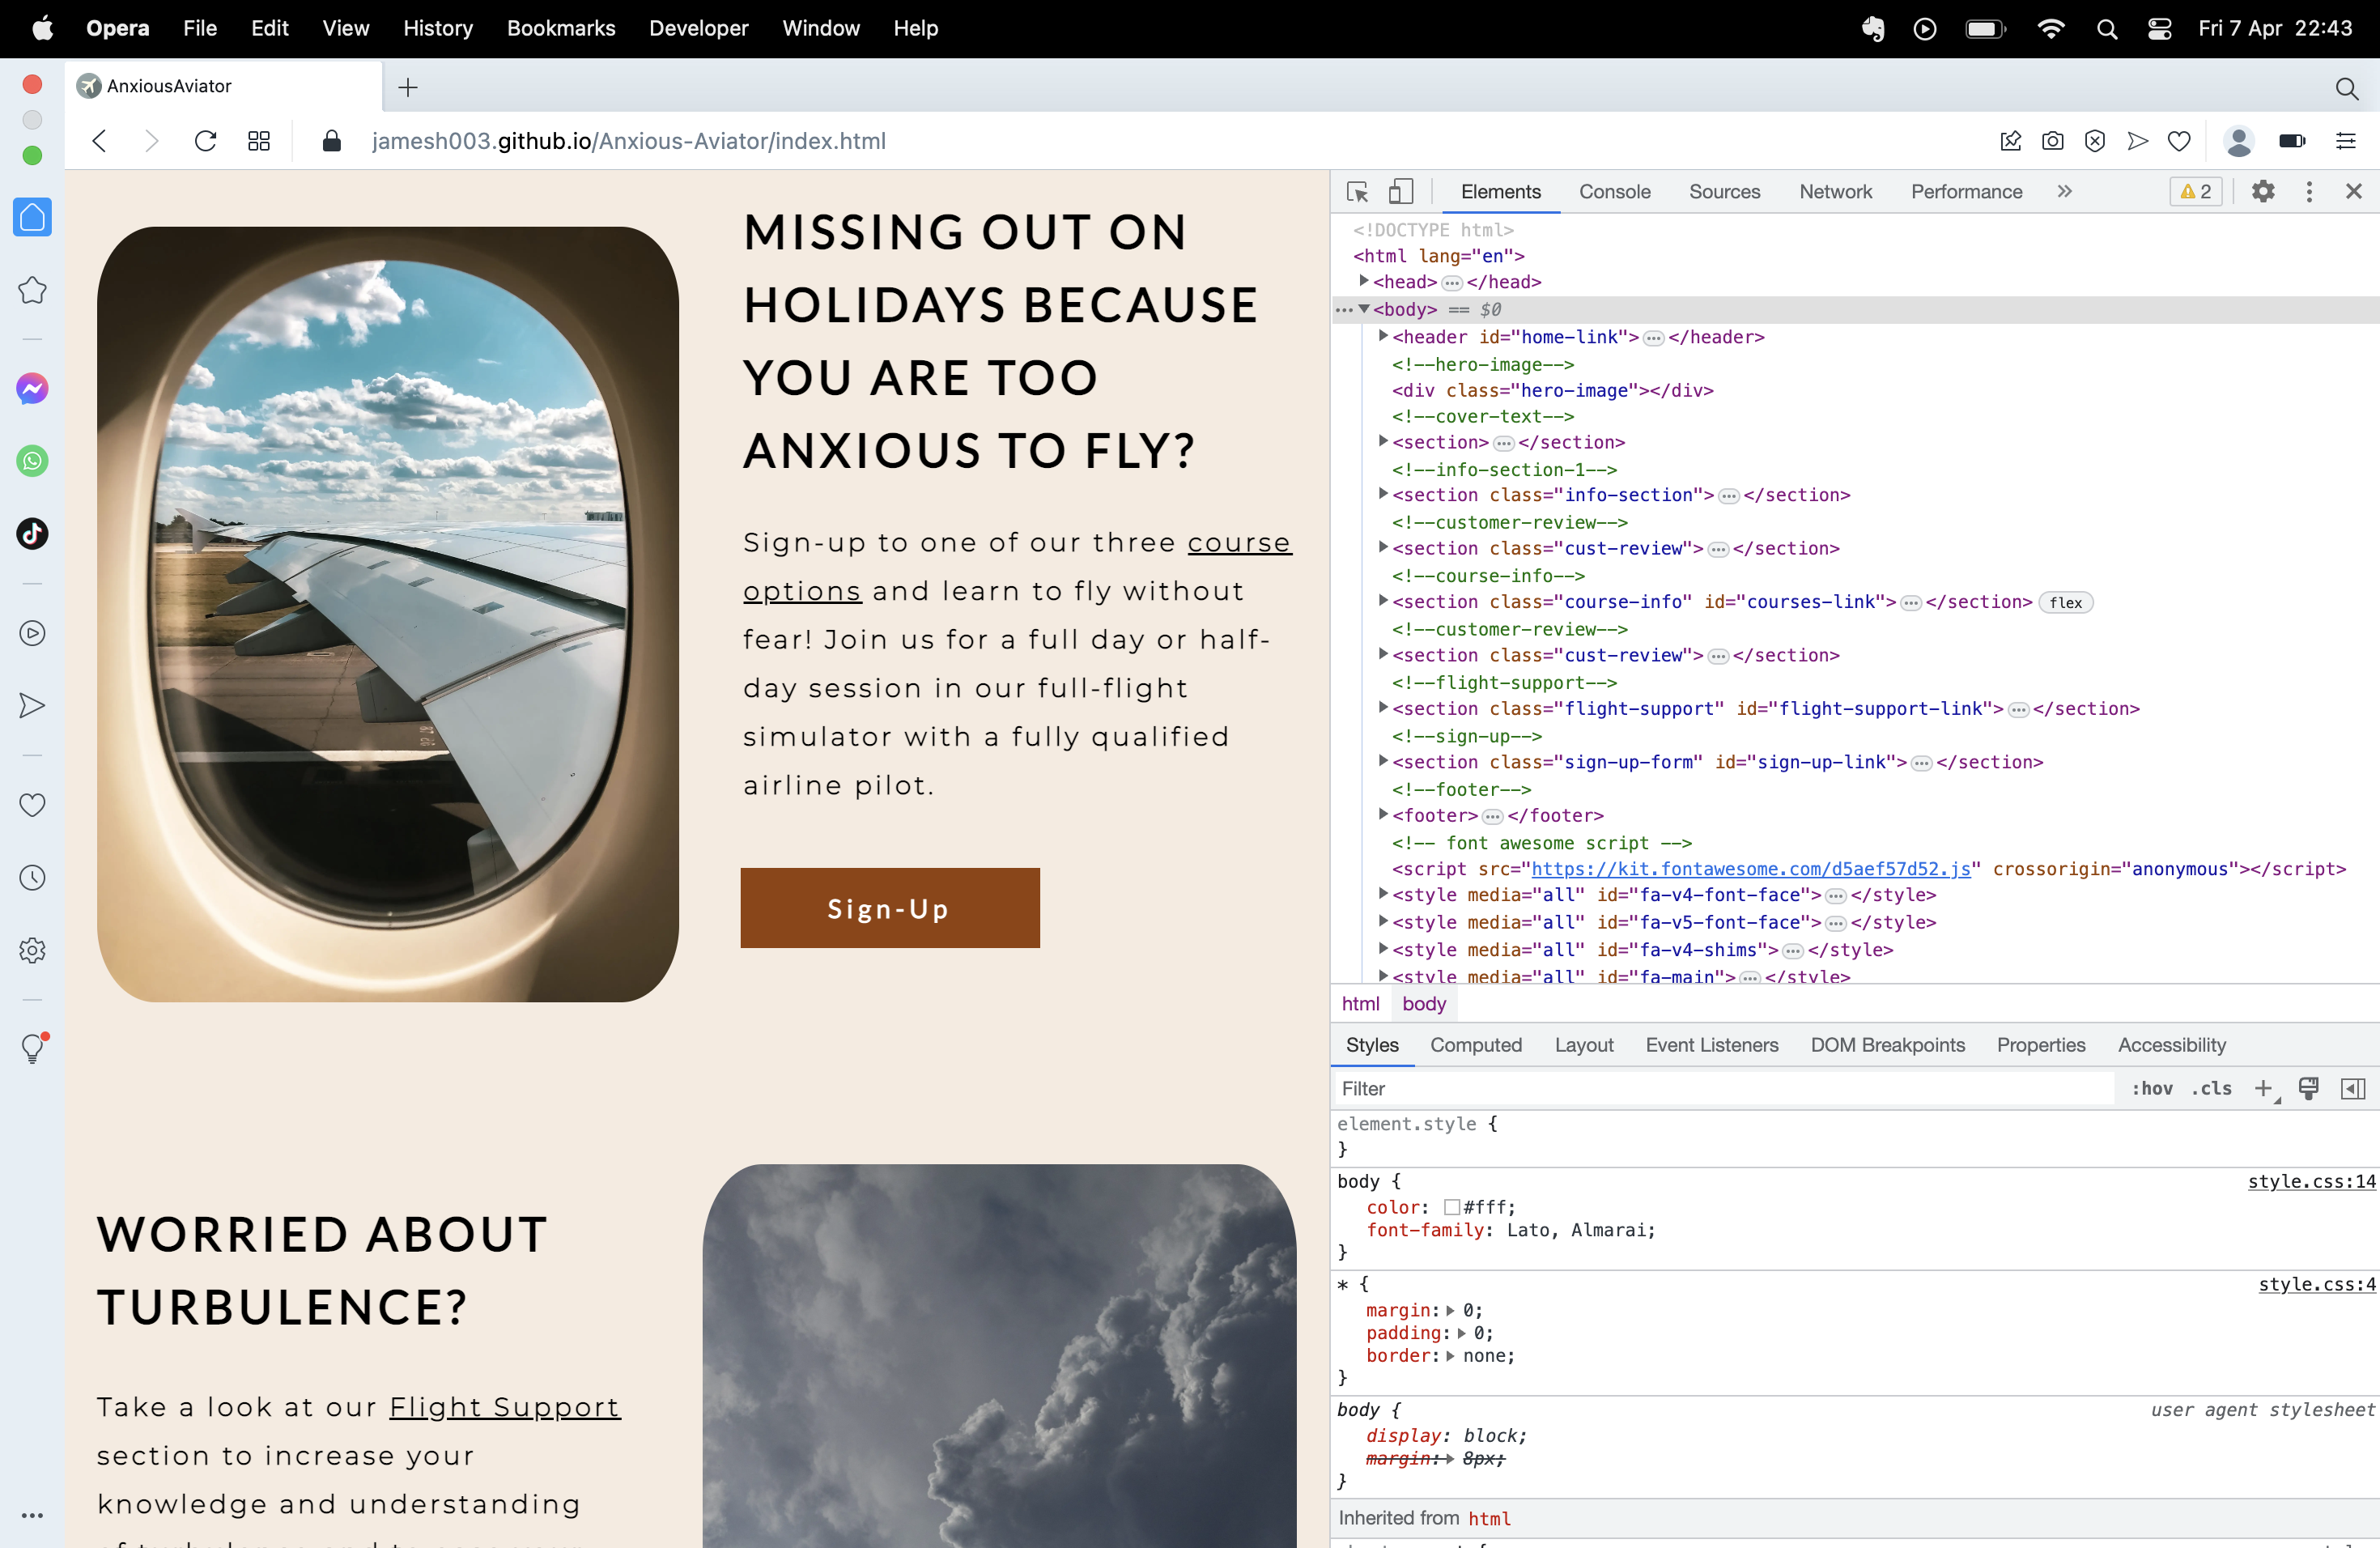 Opera File Edit View History Bookmarks Developer Window Help Fri 7 Apr 22:43
AnxiousAviator
jamesh003.github.io/Anxious-Aviator/index.html
MISSING OUT ON
HOLIDAYS BECAUSE
YOU ARE TOO
ANXIOUS TO FLY?
Sign-up to one of our three course
options and learn to fly without
fear! Join us for a full day or half-
day session in our full-flight
simulator with a fully qualified
airline pilot.
Sign-Up
WORRIED ABOUT
TURBULENCE?
Take a look at our Flight Support
section to increase your
knowledge and understanding
Elements Console Sources Network Performance 2
<!DOCTYPE html>
<html lang="en">
<head> … </head>
<body> == $0
<header id="home-link"> … </header>
<!--hero-image-->
<div class="hero-image"></div>
<!--cover-text-->
<section> … </section>
<!--info-section-1-->
<section class="info-section"> … </section>
<!--customer-review-->
<section class="cust-review"> … </section>
<!--course-info-->
<section class="course-info" id="courses-link"> … </section> flex
<!--customer-review-->
<section class="cust-review"> … </section>
<!--flight-support-->
<section class="flight-support" id="flight-support-link"> … </section>
<!--sign-up-->
<section class="sign-up-form" id="sign-up-link"> … </section>
<!--footer-->
<footer> … </footer>
<!-- font awesome script -->
<script src="https://kit.fontawesome.com/d5aef57d52.js" crossorigin="anonymous"></script>
<style media="all" id="fa-v4-font-face"> … </style>
<style media="all" id="fa-v5-font-face"> … </style>
<style media="all" id="fa-v4-shims"> … </style>
<style media="all" id="fa-main"> … </style>
html body
Styles Computed Layout Event Listeners DOM Breakpoints Properties Accessibility
Filter :hov .cls
element.style {
}
body { style.css:14
color: #fff;
font-family: Lato, Almarai;
}
* { style.css:4
margin: 0;
padding: 0;
border: none;
}
body { user agent stylesheet
display: block;
margin: 8px;
}
Inherited from html